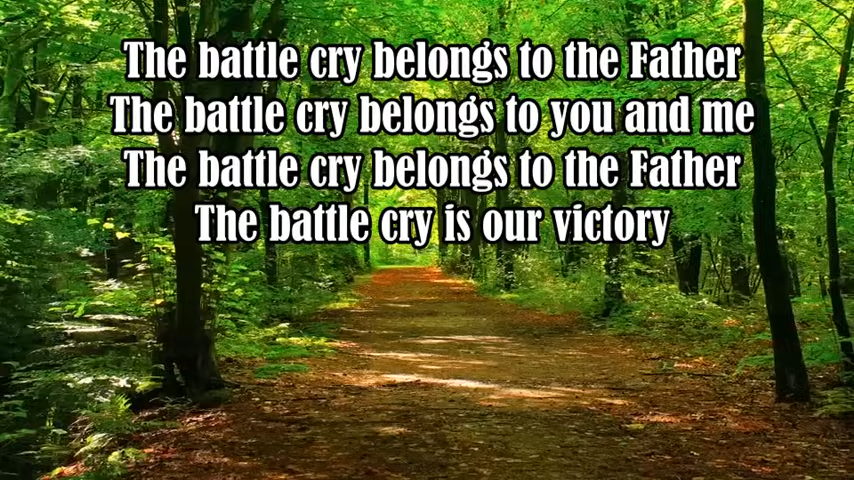 The battle cry belongs to the Father
The battle cry belongs to you and me
The battle cry belongs to the Father
The battle cry is our victory